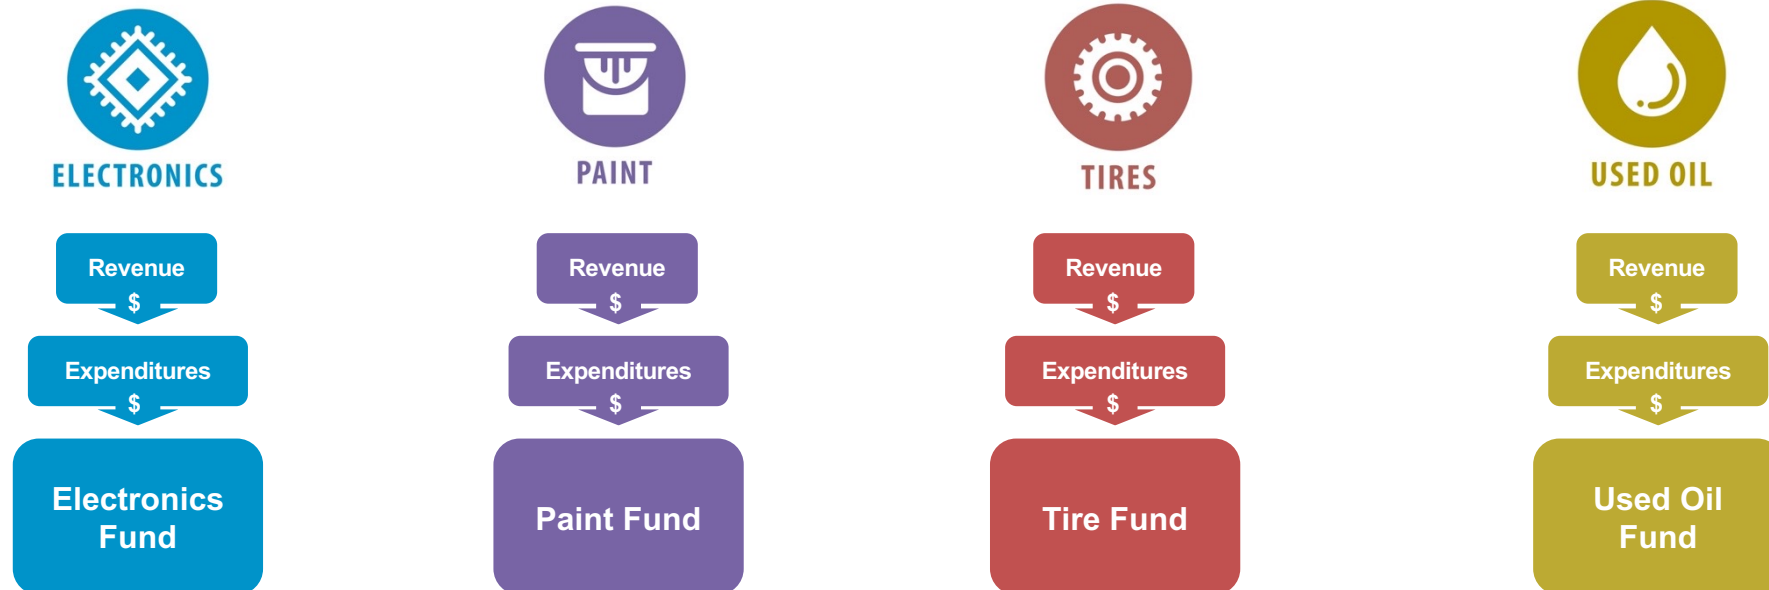 ELECTRONICS
PAINT
TIRES
USED OIL
Revenue
$
Expenditures
$
Electronics
Fund
Revenue
$
Expenditures
$
Paint Fund
Revenue
$
Expenditures
$
Tire Fund
Revenue
$
Expenditures
$
Used Oil
Fund